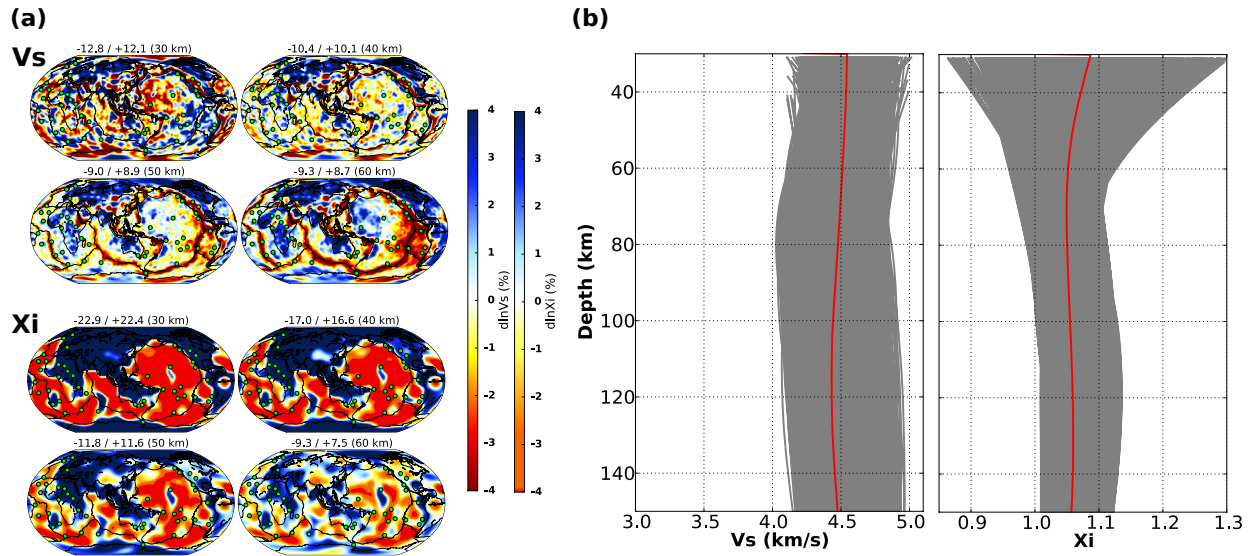 (a)
Vs
-12.8 / +12.1 (30 km)
-10.4 / +10.1 (40 km)
-9.0 / +8.9 (50 km)
-9.3 / +8.7 (60 km)
Xi
-22.9 / +22.4 (30 km)
-17.0 / +16.6 (40 km)
-11.8 / +11.6 (50 km)
-9.3 / +7.5 (60 km)
4
3
2
1
0
-1
-2
-3
-4
dlnVs (%)
4
3
2
1
0
-1
-2
-3
-4
dlnXi (%)
(b)
40
60
80
100
120
140
Depth (km)
3.0
3.5
4.0
4.5
5.0
Vs (km/s)
0.9
1.0
1.1
1.2
1.3
Xi